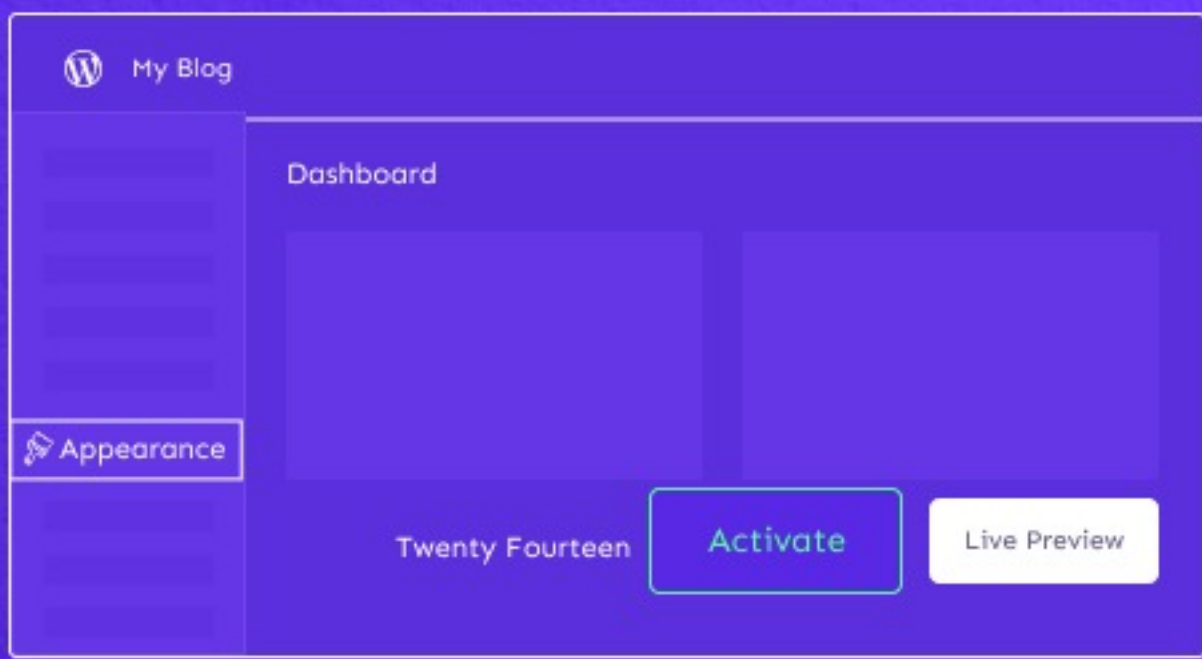 My Blog
Dashboard
Appearance
Twenty Fourteen
Activate
Live Preview